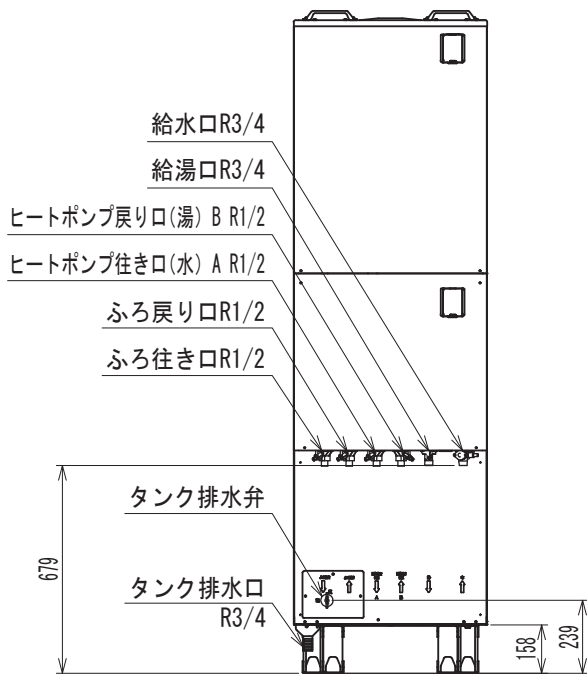 給水口R3/4
給湯口R3/4
ヒートポンプ戻り口(湯) B R1/2
ヒートポンプ往き口(水) A R1/2
ふろ戻り口R1/2
ふろ往き口R1/2
タンク排水弁
タンク排水口
R3/4
679
158
239
A
B